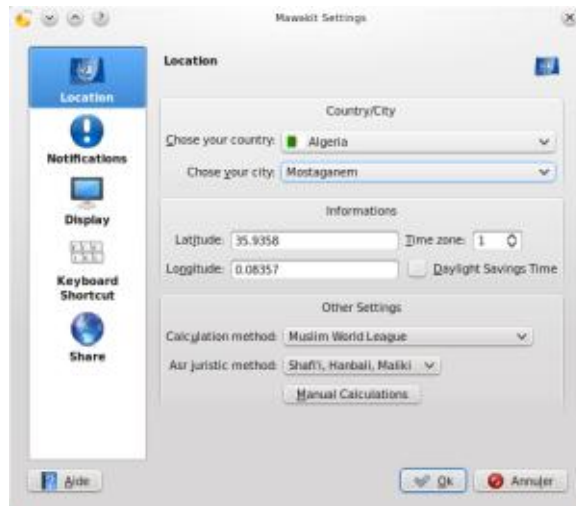 Mawakit Settings
Location
Notifications
Display
Keyboard
Shortcut
Share
Location
Country/City
Chose your country: Algeria
Chose your city: Mostaganem
Informations
Latitude: 35.9358 Time zone: 1
Longitude: 0.08357 Daylight Savings Time
Other Settings
Calculation method: Muslim World League
Asr juristic method: Shafi'i, Hanbali, Maliki
Manual Calculations
Aide Ok Annuler